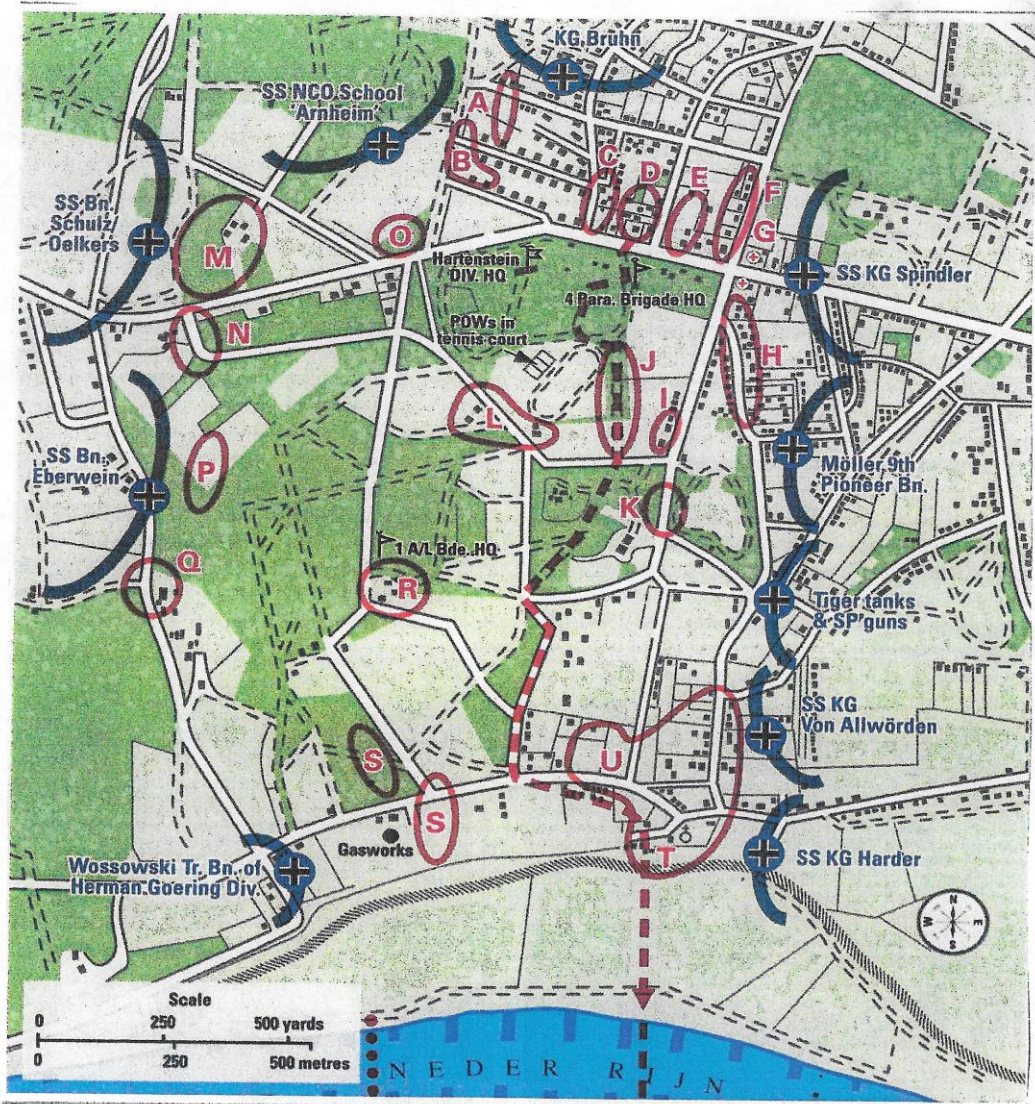 KG Bruhn
SS NCO School
'Arnheim'
A
B
C
D
E
F
G
SS Bn.
Schulz/
Oelkers
M
O
Hartenstein
DIV. HQ
4 Para. Brigade HQ
SS KG Spindler
N
POWs in
tennis court
J
H
I
L
SS Bn.
Eberwein
P
K
Möller 9th
Pioneer Bn.
Q
1 A/L Bde. HQ
R
Tiger tanks
& SP guns
SS KG
Von Allwörden
S
U
S
Gasworks
T
SS KG Harder
Wossowski Tr. Bn. of
Herman Goering Div.
N
W E
S
Scale
0 250 500 yards
0 250 500 metres
NEDER RIJN